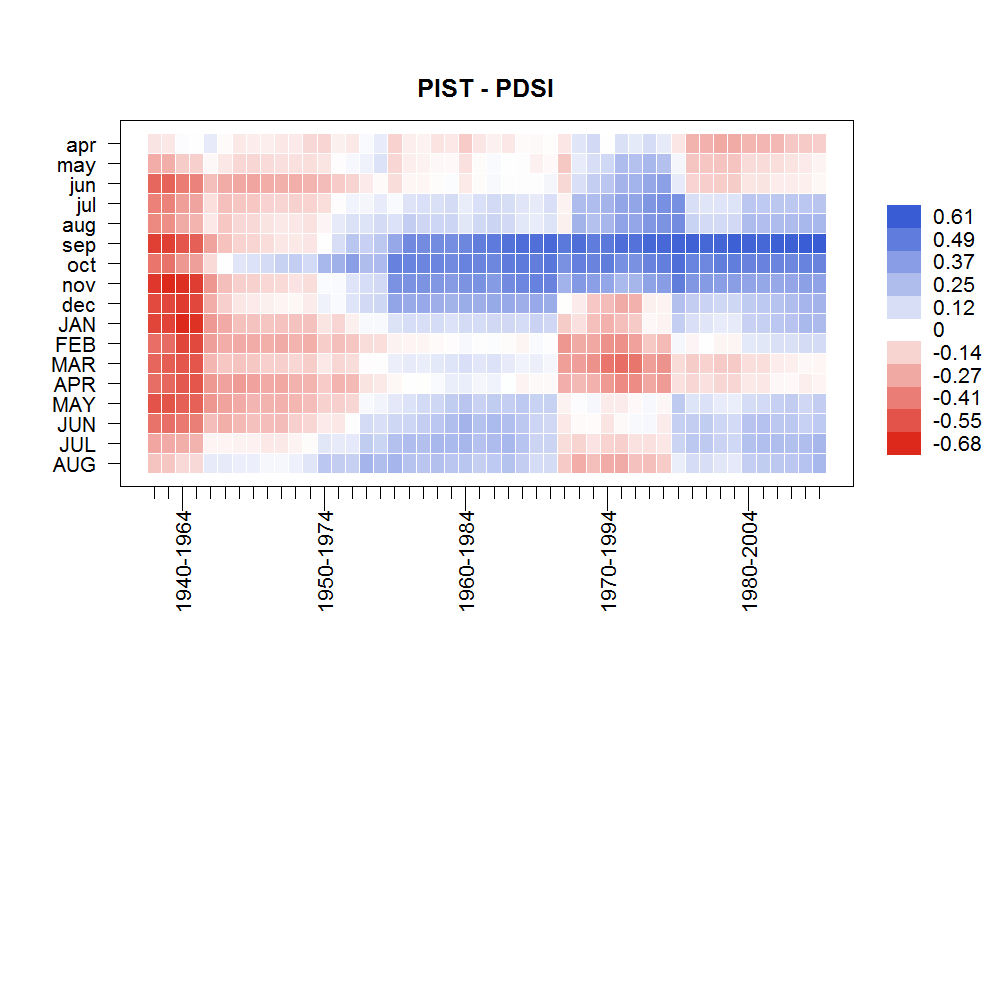 PIST - PDSI
apr
may
jun
jul
aug
sep
oct
nov
dec
JAN
FEB
MAR
APR
MAY
JUN
JUL
AUG
1940-1964
1950-1974
1960-1984
1970-1994
1980-2004
0.61
0.49
0.37
0.25
0.12
0
-0.14
-0.27
-0.41
-0.55
-0.68